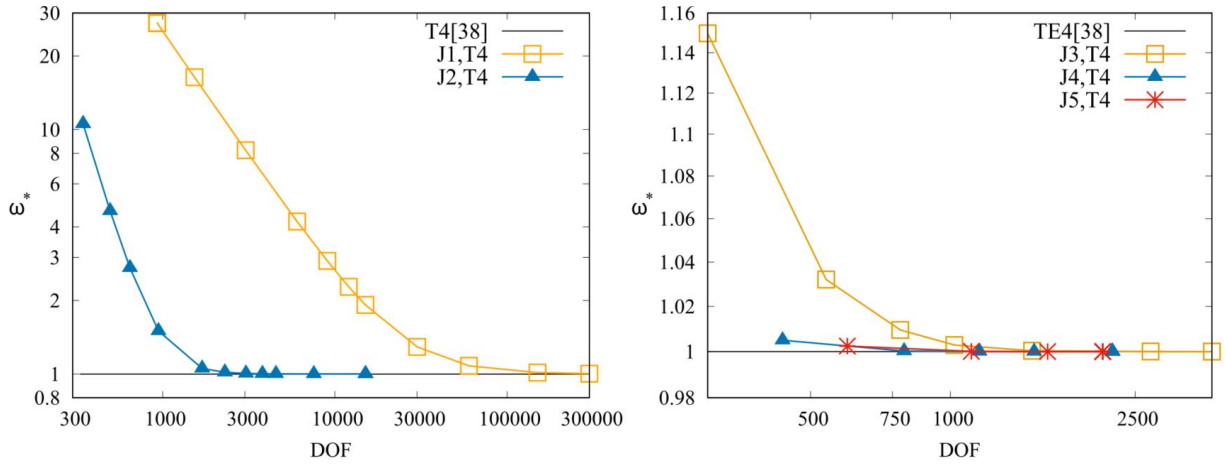 30
20
10
8
6
4
3
2
1
0.8
ε*
300
1000
3000
10000
30000
100000
300000
DOF
T4[38]
J1,T4
J2,T4
1.16
1.14
1.12
1.1
1.08
1.06
1.04
1.02
1
0.98
ε*
500
750
1000
2500
DOF
TE4[38]
J3,T4
J4,T4
J5,T4